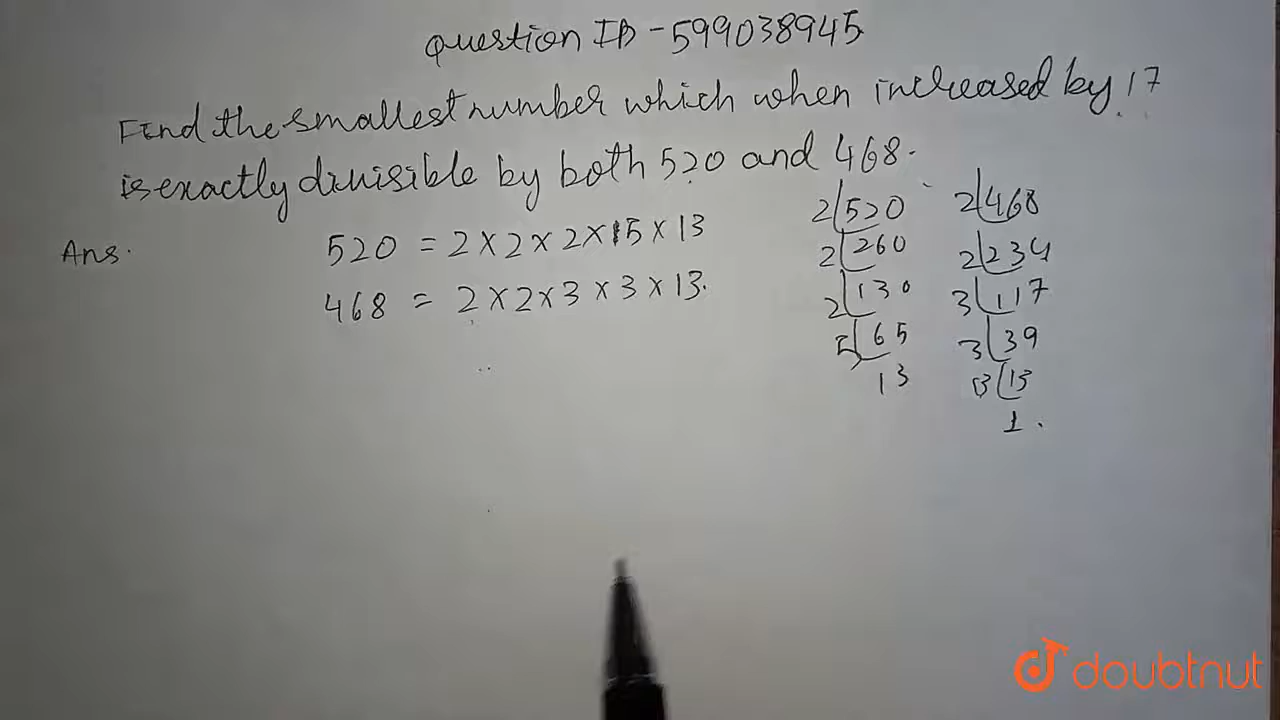 Question ID - 599038945
Find the smallest number which when increased by 17
is exactly divisible by both 520 and 468.
Ans.
520 = 2 × 2 × 2 × 5 × 13
468 = 2 × 2 × 3 × 3 × 13.
2 520
2 260
2 130
5 65
13
2 468
2 234
3 117
3 39
13 13
1.
doubtnut